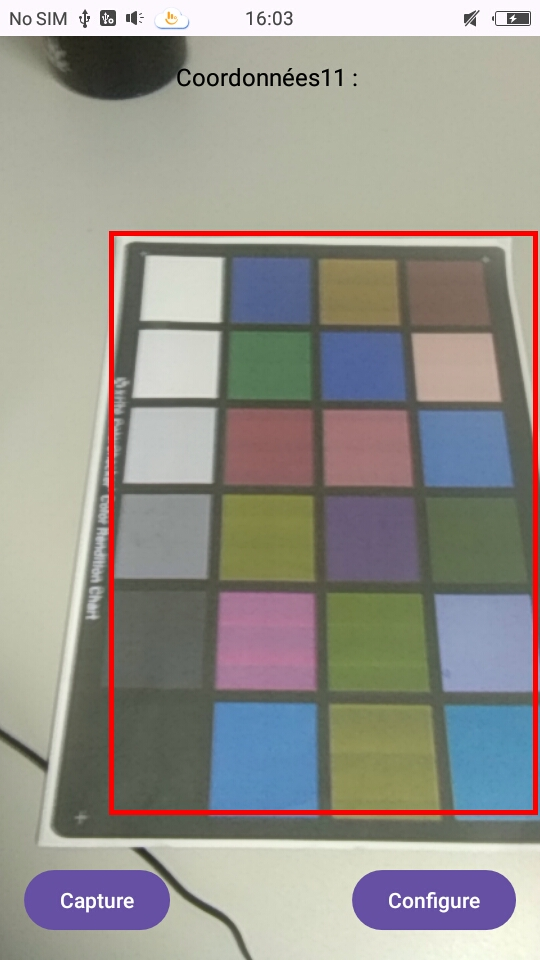 No SIM 16:03
Coordonnées11 :
Color Rendition Chart
Capture
Configure